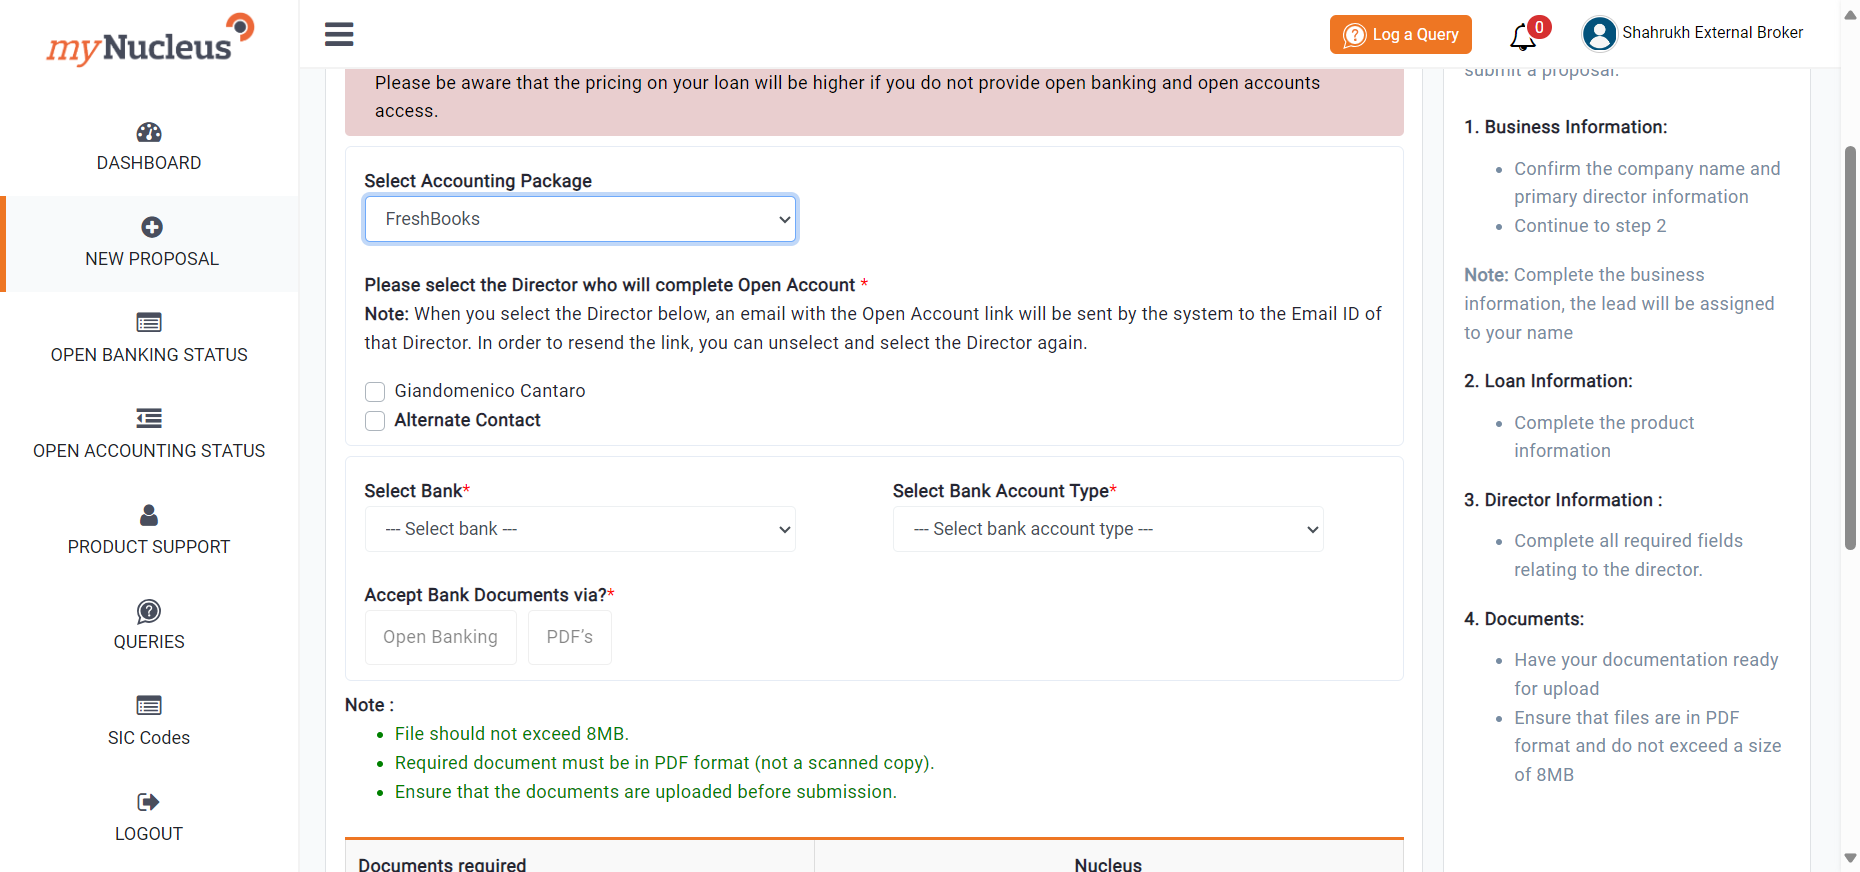 myNucleus
Log a Query
0
Shahrukh External Broker
DASHBOARD
NEW PROPOSAL
OPEN BANKING STATUS
OPEN ACCOUNTING STATUS
PRODUCT SUPPORT
QUERIES
SIC Codes
LOGOUT
Please be aware that the pricing on your loan will be higher if you do not provide open banking and open accounts
access.
Select Accounting Package
FreshBooks
Please select the Director who will complete Open Account *
Note: When you select the Director below, an email with the Open Account link will be sent by the system to the Email ID of
that Director. In order to resend the link, you can unselect and select the Director again.
Giandomenico Cantaro
Alternate Contact
Select Bank*
--- Select bank ---
Select Bank Account Type*
--- Select bank account type ---
Accept Bank Documents via?*
Open Banking
PDF’s
Note :
• File should not exceed 8MB.
• Required document must be in PDF format (not a scanned copy).
• Ensure that the documents are uploaded before submission.
Documents required
Nucleus
submit a proposal.
1. Business Information:
• Confirm the company name and
primary director information
• Continue to step 2
Note: Complete the business
information, the lead will be assigned
to your name
2. Loan Information:
• Complete the product
information
3. Director Information :
• Complete all required fields
relating to the director.
4. Documents:
• Have your documentation ready
for upload
• Ensure that files are in PDF
format and do not exceed a size
of 8MB